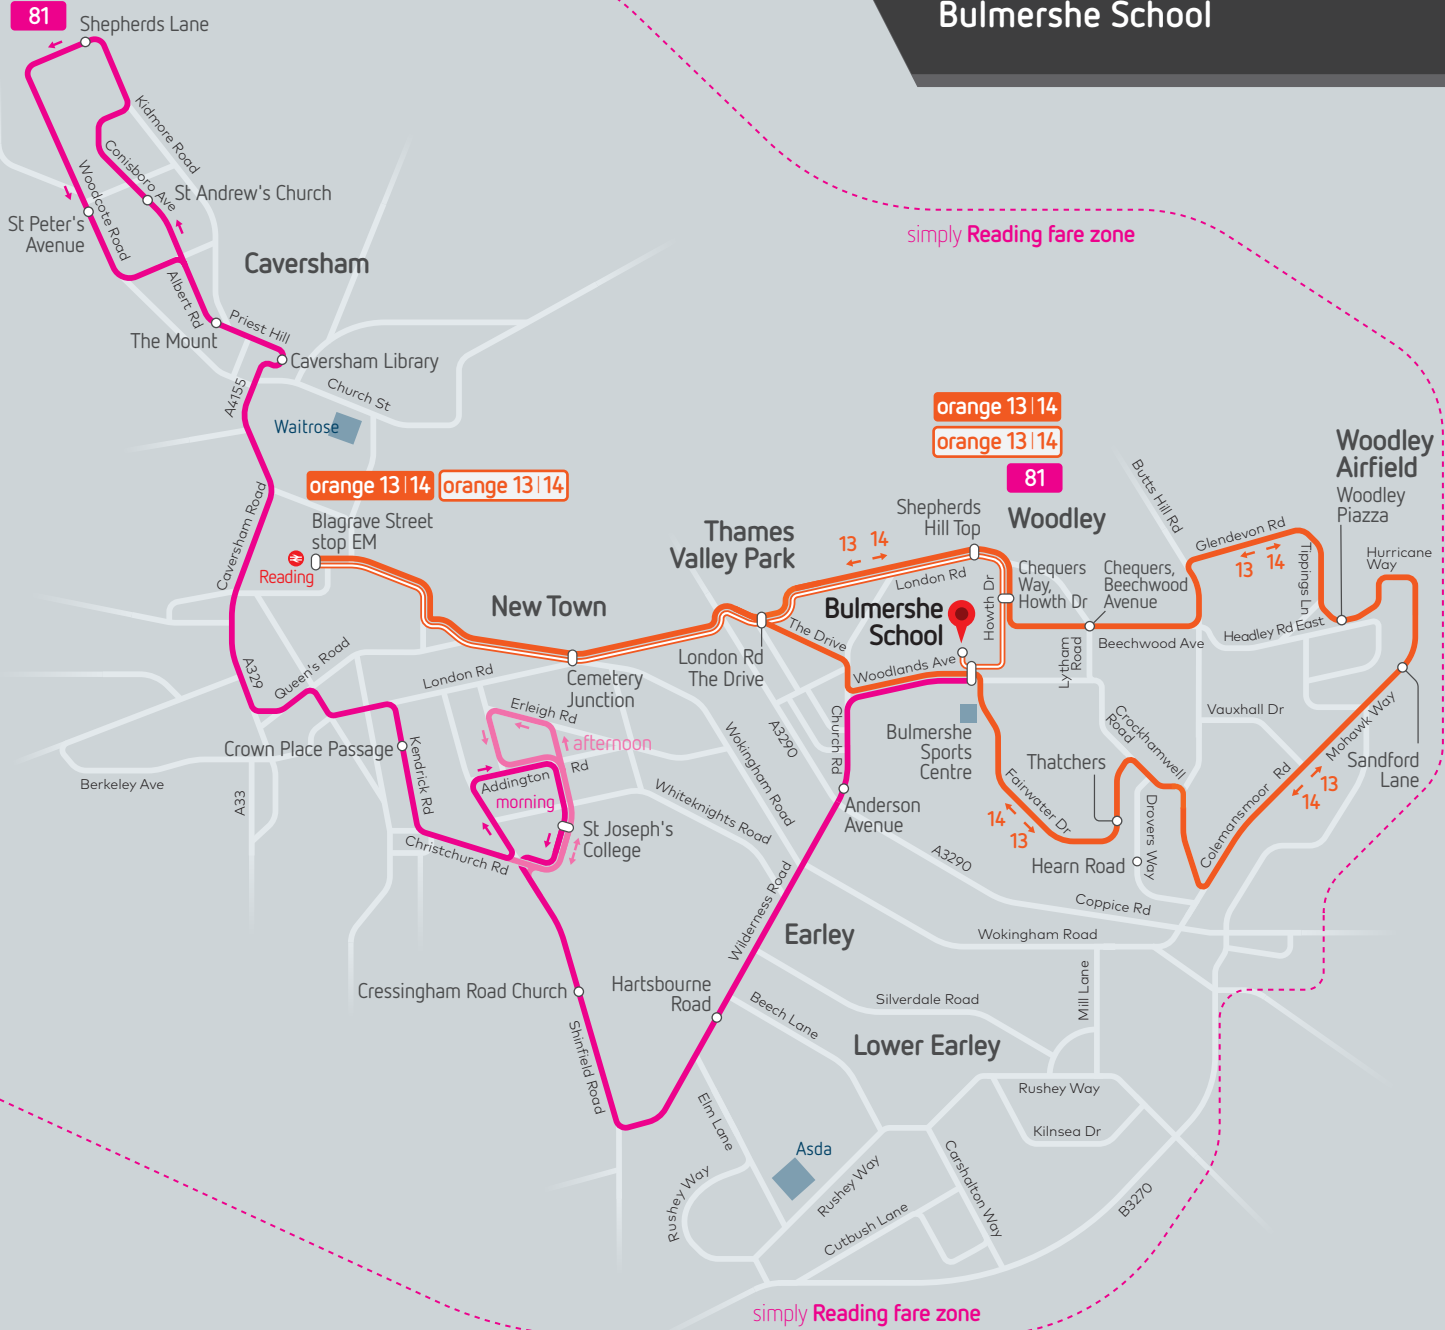 Bulmershe School
81
Shepherds Lane
Kidmore Road
Conisboro Ave
Woodcote Road
St Andrew's Church
St Peter's
Avenue
Caversham
Albert Rd
Priest Hill
The Mount
Caversham Library
A4155
Church St
Waitrose
simply Reading fare zone
orange 13|14
orange 13|14
81
orange 13|14
orange 13|14
Woodley
Airfield
Woodley
Piazza
Butts Hill Rd
Caversham Road
Blagrave Street
stop EM
Reading
Thames
Valley Park
Shepherds
Hill Top
Woodley
13
14
Glendevon Rd
13
14
Tippings Ln
Hurricane
Way
London Rd
Howth Dr
Chequers
Way,
Howth Dr
Chequers,
Beechwood
Avenue
New Town
Bulmershe
School
The Drive
Headley Rd East
Beechwood Ave
Lytham
Road
Woodlands Ave
London Rd
The Drive
Cemetery
Junction
A329
Queen's Road
London Rd
Erleigh Rd
afternoon
Addington
Rd
morning
Crown Place Passage
Kendrick Rd
Berkeley Ave
A33
Wokingham Road
A3290
Church Rd
Bulmershe
Sports
Centre
Vauxhall Dr
Crockhamwell
Road
Mohawk Way
Sandford
Lane
Thatchers
Colemansmoor Rd
13
14
Fairwater Dr
14
13
Drovers Way
Hearn Road
Whiteknights Road
Anderson
Avenue
St Joseph's
College
Christchurch Rd
A3290
Coppice Rd
Wilderness Road
Earley
Wokingham Road
Cressingham Road Church
Hartsbourne
Road
Shinfield Road
Beech Lane
Silverdale Road
Mill Lane
Lower Earley
Rushey Way
Kilnsea Dr
Elm Lane
Asda
Rushey Way
Rushey Way
Carshalton Way
Cutbush Lane
B3270
simply Reading fare zone